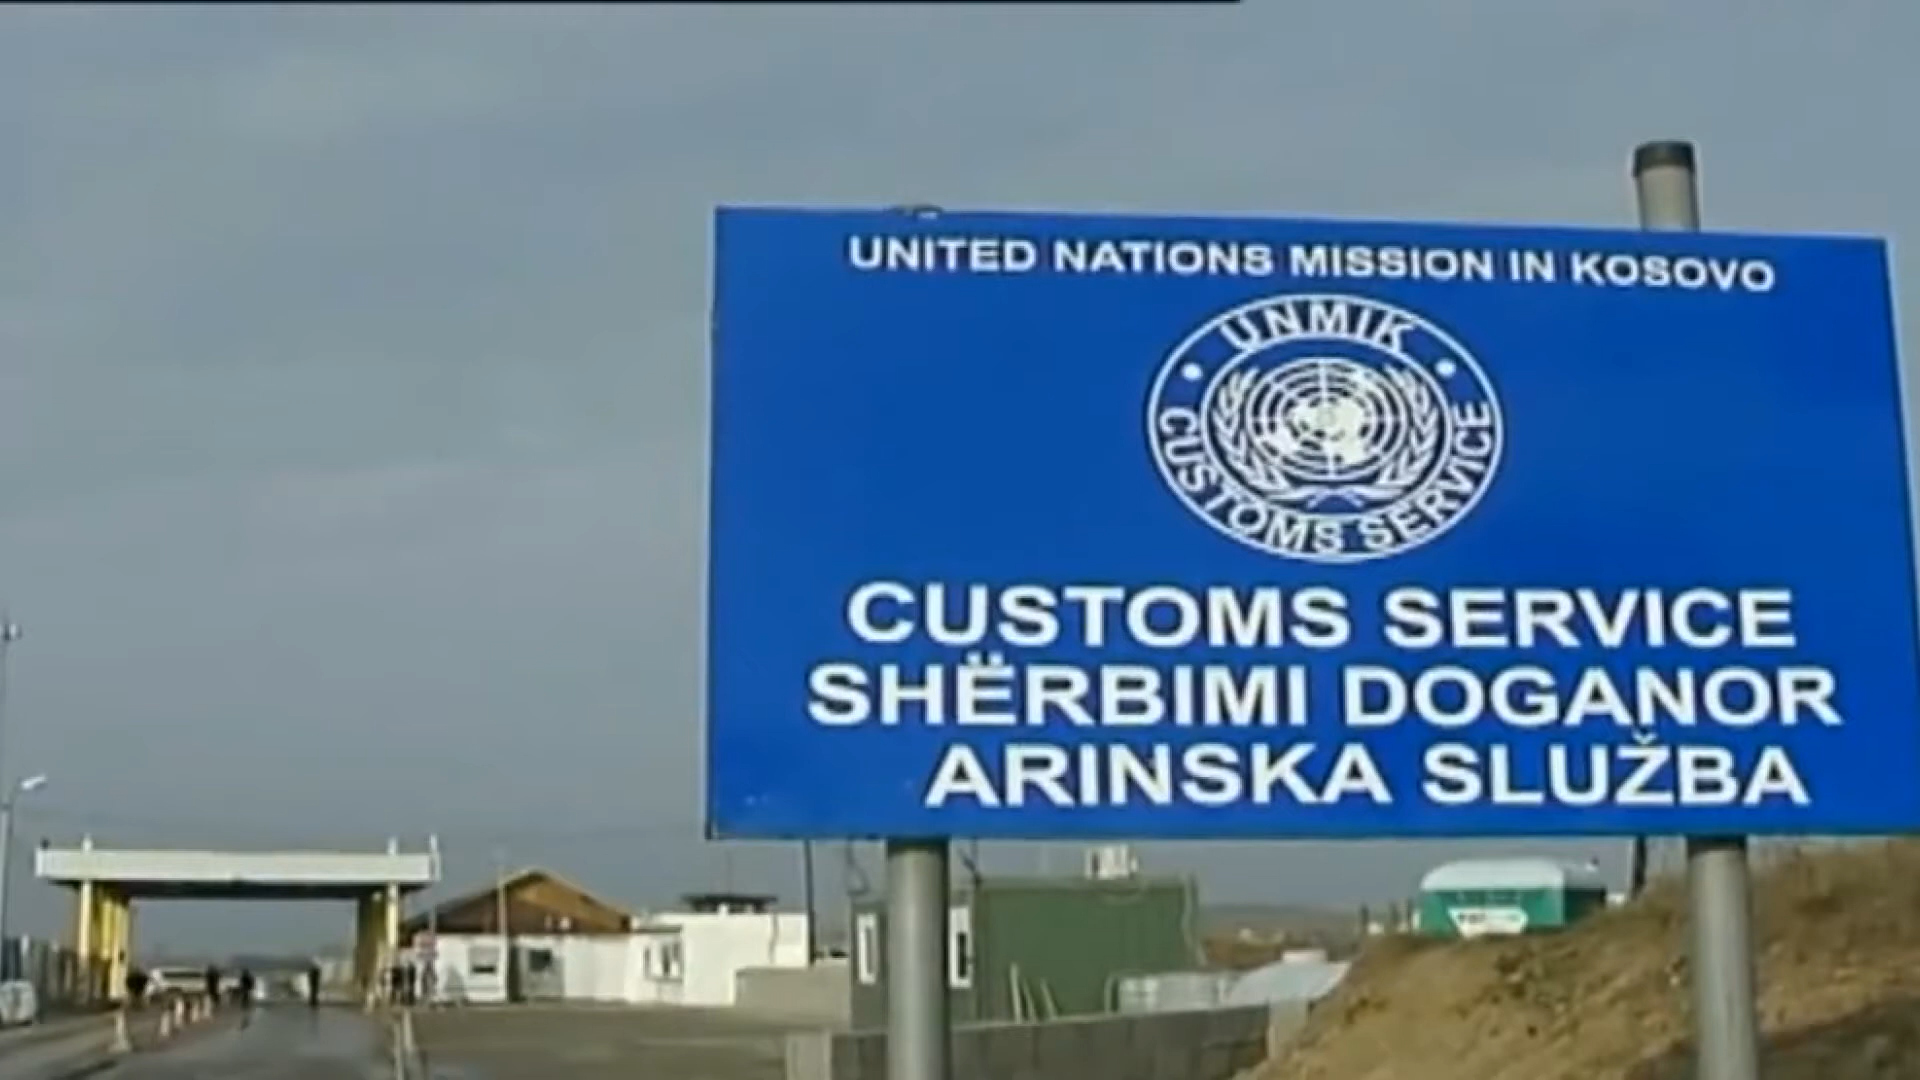 UNITED NATIONS MISSION IN KOSOVO
UNMIK
CUSTOMS SERVICE
CUSTOMS SERVICE
SHËRBIMI DOGANOR
ARINSKA SLUŽBA